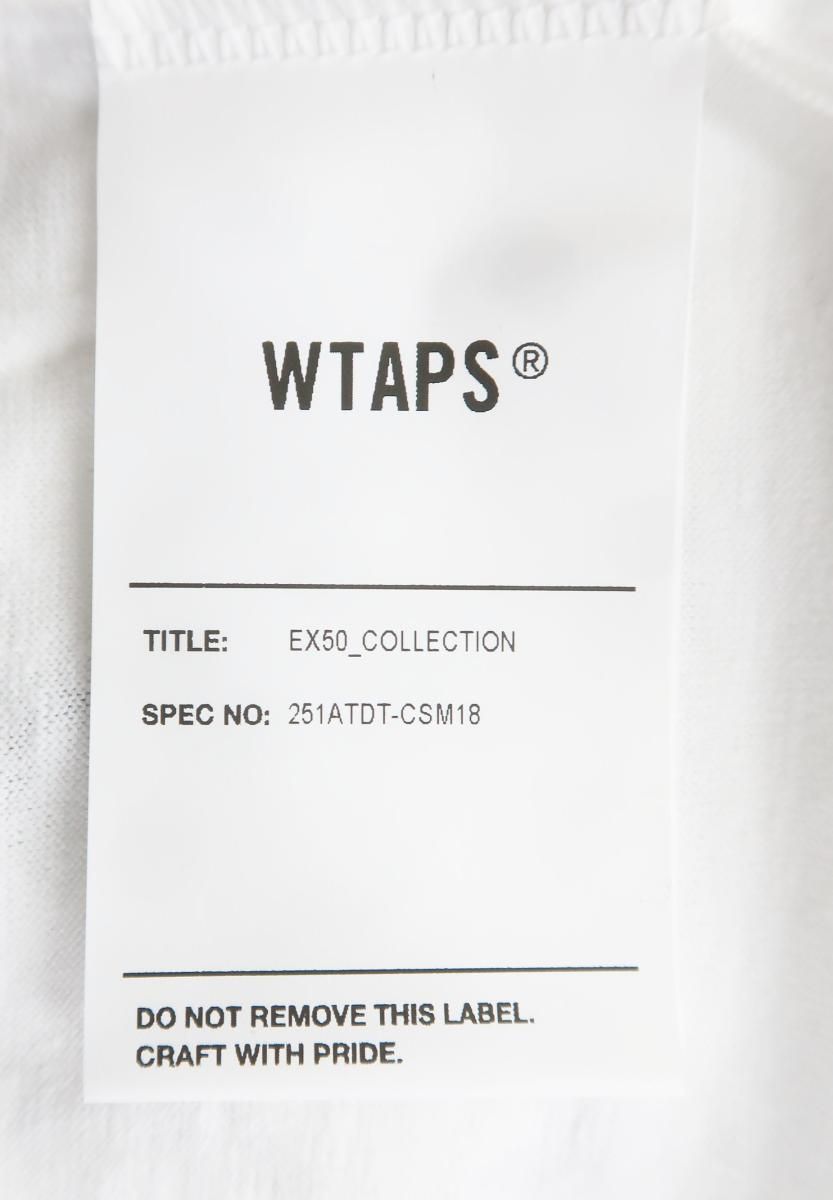 WTAPS®
TITLE: EX50_COLLECTION
SPEC NO: 251ATDT-CSM18
DO NOT REMOVE THIS LABEL.
CRAFT WITH PRIDE.